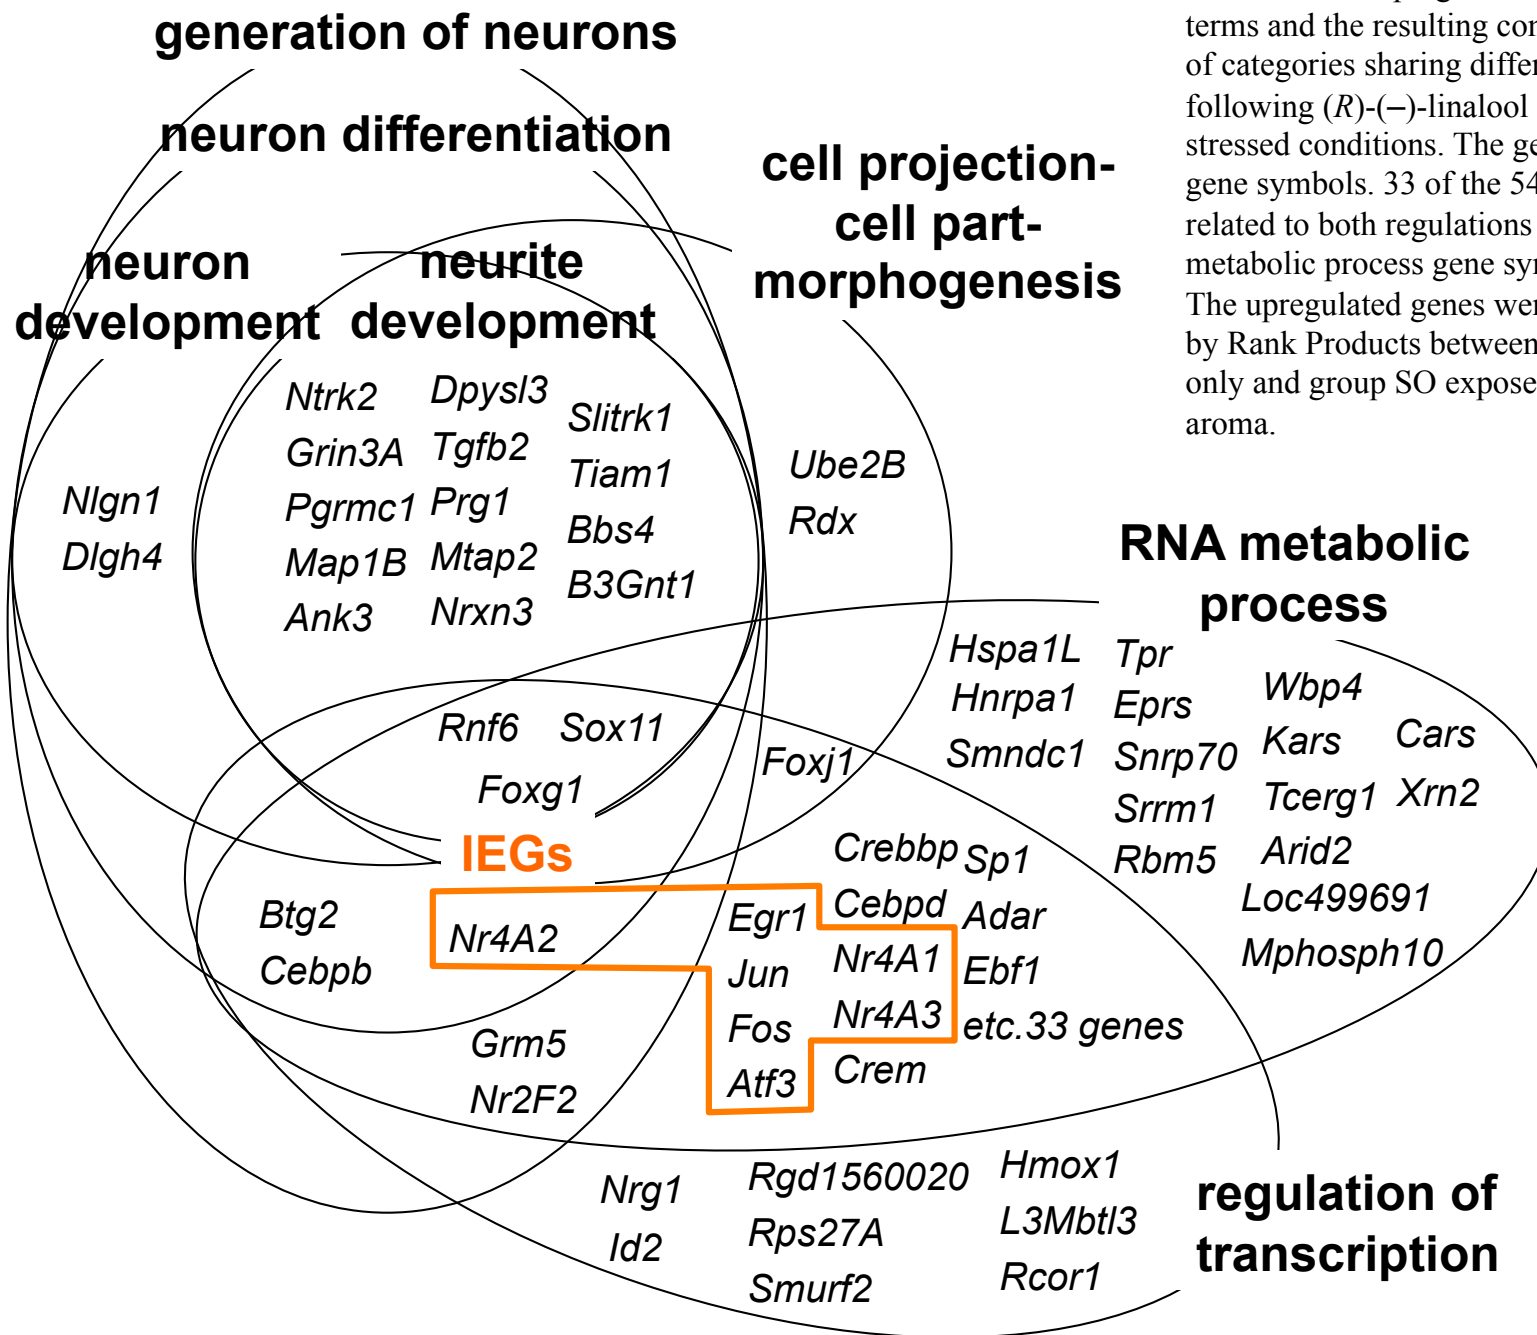 generation of neurons
neuron differentiation
cell projection-
cell part-
morphogenesis
neuron
development
neurite
development
terms and the resulting
of categories sharing
following (R)-(−)-linalool
stressed conditions. The
gene symbols. 33 of the 54
related to both regulations
metabolic process gene
The upregulated genes
by Rank Products between
only and group SO
aroma.
Ntrk2
Grin3A
Pgrmc1
Map1B
Ank3
Dpysl3
Tgfb2
Prg1
Mtap2
Nrxn3
Slitrk1
Tiam1
Bbs4
B3Gnt1
Nlgn1
Dlgh4
Ube2B
Rdx
RNA metabolic
process
Hspa1L
Hnrpa1
Smndc1
Tpr
Eprs
Snrp70
Srrm1
Rbm5
Wbp4
Kars
Tcerg1
Arid2
Loc499691
Mphosph10
Cars
Xrn2
Rnf6
Sox11
Foxg1
Foxj1
IEGs
Btg2
Cebpb
Nr4A2
Egr1
Jun
Fos
Atf3
Crebbp
Cebpd
Nr4A1
Nr4A3
Crem
Sp1
Adar
Ebf1
etc.33 genes
Grm5
Nr2F2
Nrg1
Id2
Rgd1560020
Rps27A
Smurf2
Hmox1
L3Mbtl3
Rcor1
regulation of
transcription